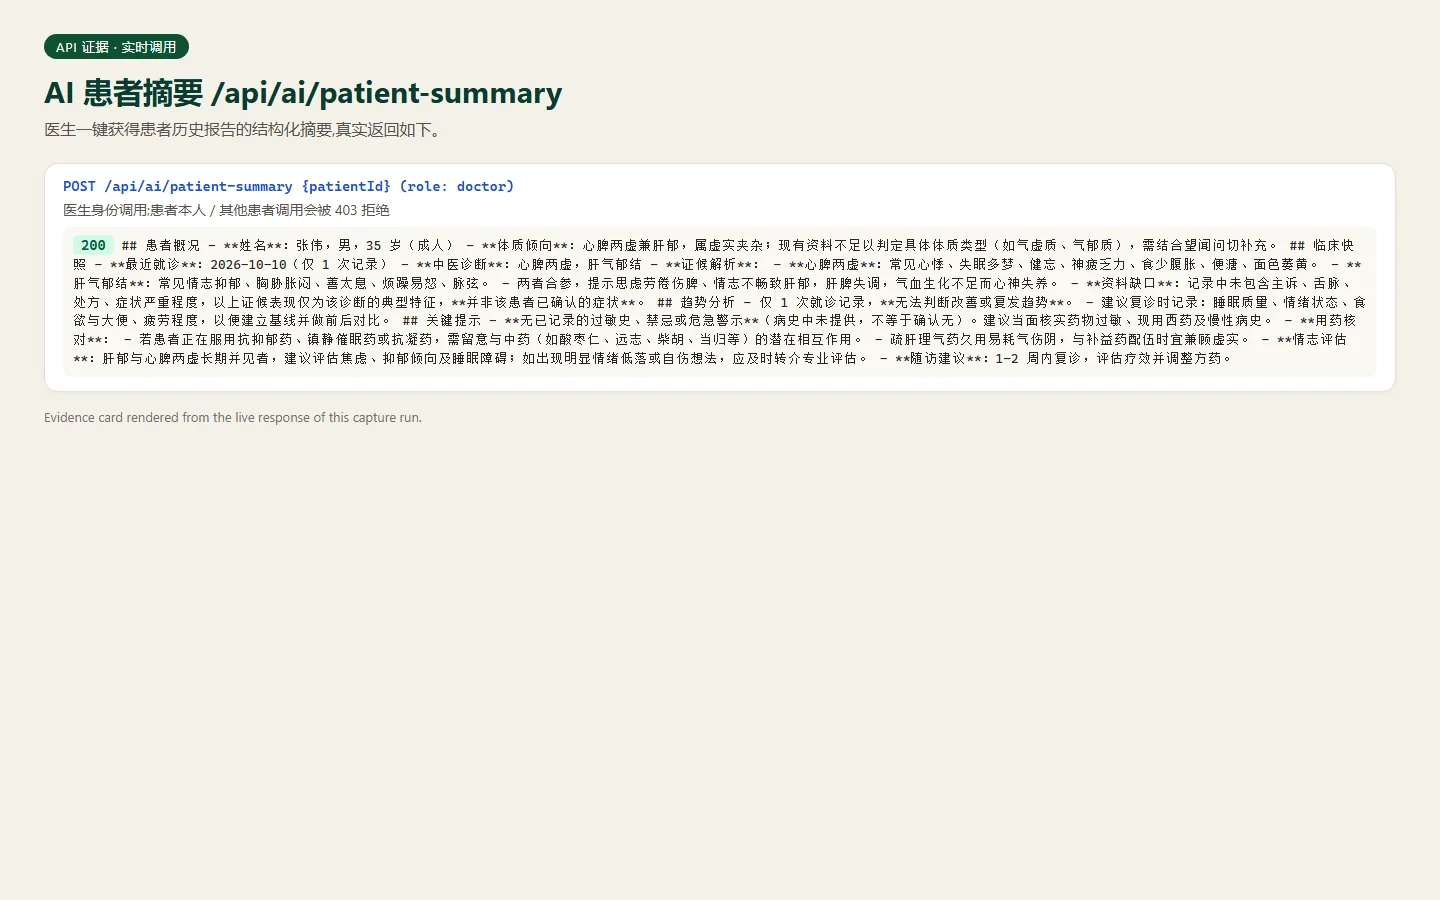 API 证据 · 实时调用
AI 患者摘要 /api/ai/patient-summary
医生一键获得患者历史报告的结构化摘要,真实返回如下。
POST /api/ai/patient-summary {patientId} (role: doctor)
医生身份调用;患者本人 / 其他患者调用会被 403 拒绝
200 ## 患者概况 - **姓名**: 张伟, 男, 35 岁 (成人) - **体质倾向**: 心脾两虚兼肝郁, 属虚实夹杂; 现有资料不足以判定具体体质类型 (如气虚质、气郁质) , 需结合望闻问切补充。 ## 临床快
照 - **最近就诊**: 2026-10-10 (仅 1 次记录) - **中医诊断**: 心脾两虚, 肝气郁结 - **证候解析**: - **心脾两虚**: 常见心悸、失眠多梦、健忘、神疲乏力、食少腹胀、便溏、面色萎黄。 - **
肝气郁结**: 常见情志抑郁、胸胁胀闷、善太息、烦躁易怒、脉弦。 - 两者合参, 提示思虑劳倦伤脾、情志不畅致肝郁, 肝脾失调, 气血生化不足而心神失养。 - **资料缺口**: 记录中未包含主诉、舌脉、
处方、症状严重程度, 以上证候表现仅为该诊断的典型特征, **并非该患者已确认的症状**。 ## 趋势分析 - 仅 1 次就诊记录, **无法判断改善或复发趋势**。 - 建议复诊时记录: 睡眠质量、情绪状态、食
欲与大便、疲劳程度, 以便建立基线并做前后对比。 ## 关键提示 - **无已记录的过敏史、禁忌或危急警示** (病史中未提供, 不等于确认无) 。建议当面核实药物过敏、现用西药及慢性病史。 - **用药核
对**: - 若患者正在服用抗抑郁药、镇静催眠药或抗凝药, 需留意与中药 (如酸枣仁、远志、柴胡、当归等) 的潜在相互作用。 - 疏肝理气药久用易耗气伤阴, 与补益药配伍时宜兼顾虚实。 - **情志评估
**: 肝郁与心脾两虚长期并见者, 建议评估焦虑、抑郁倾向及睡眠障碍; 如出现明显情绪低落或自伤想法, 应及时转介专业评估。 - **随访建议**: 1-2 周内复诊, 评估疗效并调整方药。
Evidence card rendered from the live response of this capture run.